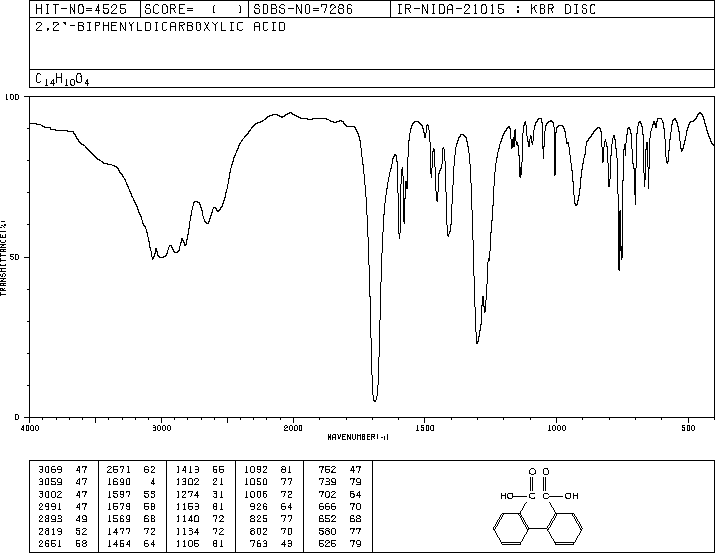 HIT-NO=4525 SCORE= ( ) SDBS-NO=7286 IR-NIDA-21015 : KBR DISC
2,2'-BIPHENYLDICARBOXYLIC ACID
C14H10O4
100
50
0
TRANSMITTANCE(%)
4000 3000 2000 1500 1000 500
WAVENUMBER(-1)
3069 47 2571 62 1413 55 1092 81 752 47
3059 47 1690 4 1302 21 1050 77 739 79
3002 47 1597 55 1274 31 1006 72 702 64
2991 47 1579 58 1163 81 926 64 666 70
2893 49 1569 68 1140 72 825 77 652 68
2819 52 1477 72 1134 72 802 70 580 77
2651 58 1454 64 1106 81 763 43 525 79
O O
HO-C C-OH